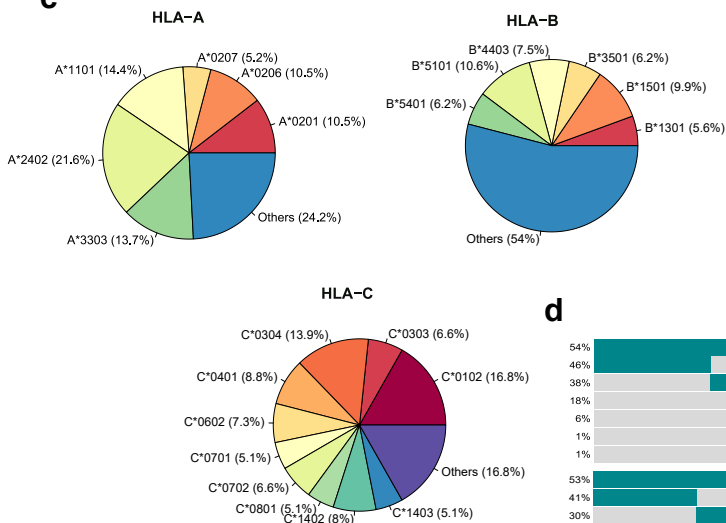 c
HLA−A
A*0207 (5.2%)
A*0206 (10.5%)
A*1101 (14.4%)
A*0201 (10.5%)
A*2402 (21.6%)
A*3303 (13.7%)
Others (24.2%)
HLA−B
B*4403 (7.5%)
B*3501 (6.2%)
B*5101 (10.6%)
B*1501 (9.9%)
B*5401 (6.2%)
B*1301 (5.6%)
Others (54%)
HLA−C
C*0304 (13.9%)
C*0303 (6.6%)
C*0401 (8.8%)
C*0102 (16.8%)
C*0602 (7.3%)
C*0701 (5.1%)
C*0702 (6.6%)
Others (16.8%)
C*0801 (5.1%)
C*1402 (8%)
C*1403 (5.1%)
d
54%
46%
38%
18%
6%
1%
1%
53%
41%
30%